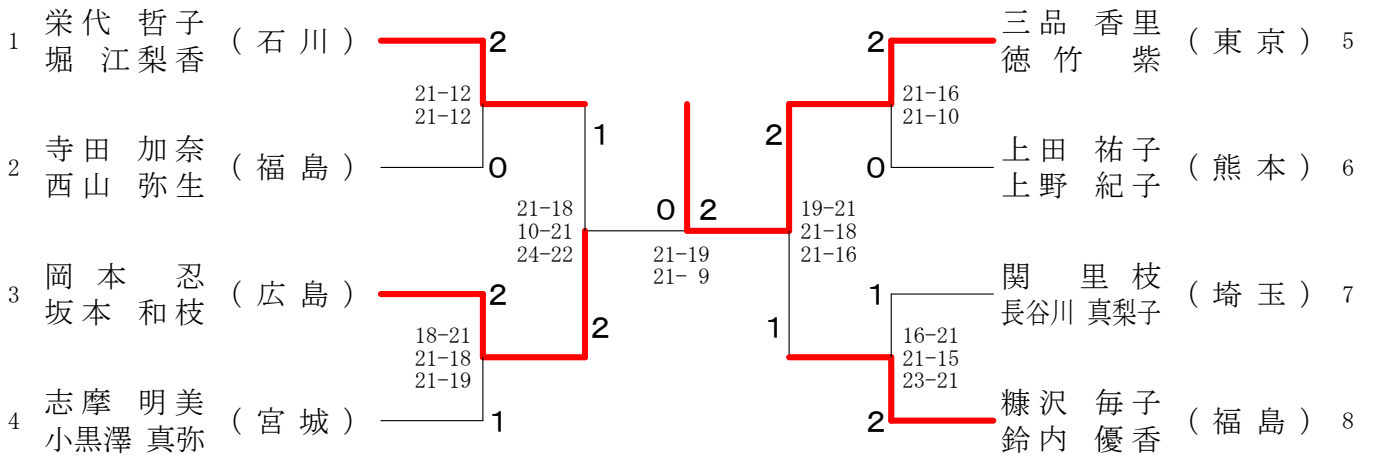 1 栄代 哲子
堀 江梨香
(石川)
2
21-12
21-12
2 寺田 加奈
西山 弥生
(福島)
0
1
21-18
10-21
24-22
3 岡本 忍
坂本 和枝
(広島)
2
18-21
21-18
21-19
2
4 志摩 明美
小黒澤 真弥
(宮城)
1
0 2
21-19
21- 9
三品 香里
徳竹 紫
(東京) 5
2
21-16
21-10
上田 祐子
上野 紀子
(熊本) 6
0
2
19-21
21-18
21-16
関 里枝
長谷川 真梨子
(埼玉) 7
1
16-21
21-15
23-21
1
糠沢 毎子
鈴内 優香
(福島) 8
2